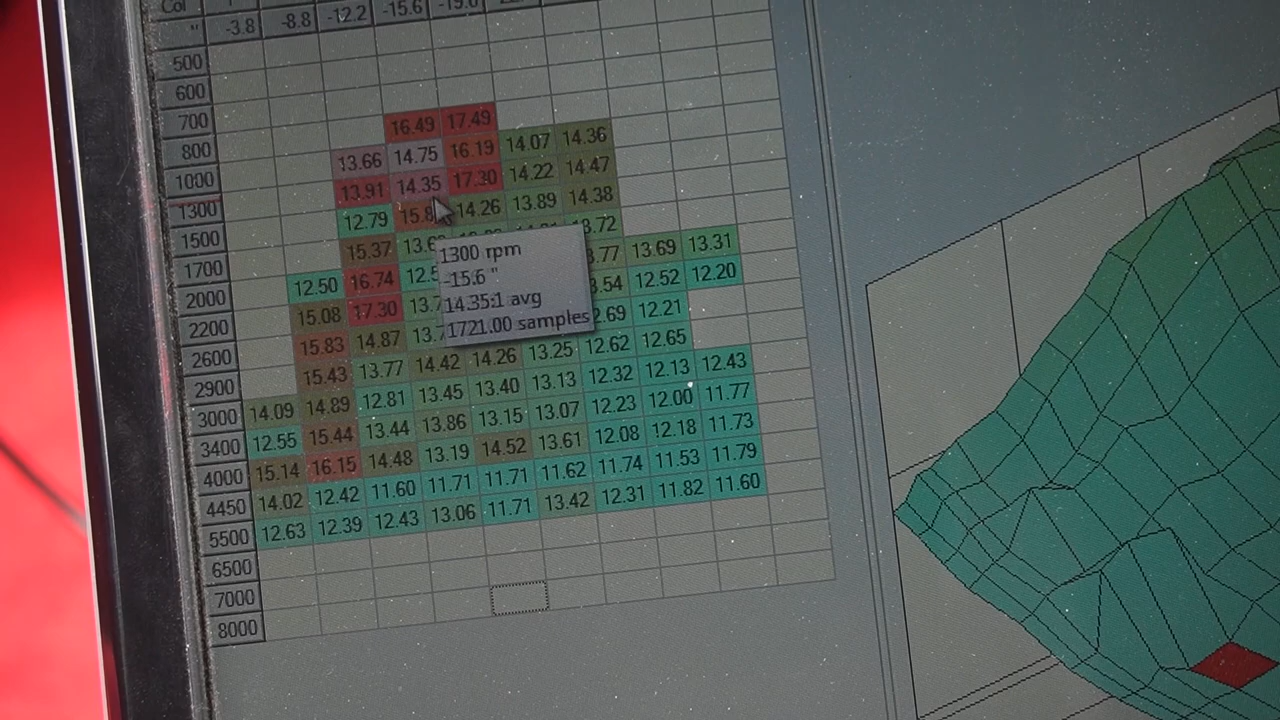 Col
" -3.8 -8.8 -12.2 -15.6
500
600
700
800 16.49 17.49
1000 13.66 14.75 16.19 14.07 14.36
1300 13.91 14.35 17.30 14.22 14.47
1500 12.79 14.26 13.89 14.38
1700 15.37
2000 12.50 16.74 13.69 13.31
2200 15.08 17.30 12.52 12.20
2600 15.83 14.87 12.21
2900 15.43 13.77 14.42 14.26 13.25 12.62 12.65
3000 14.09 14.89 12.81 13.45 13.40 13.13 12.32 12.13 12.43
3400 12.55 15.44 13.44 13.86 13.15 13.07 12.23 12.00 11.77
4000 15.14 16.15 14.48 13.19 14.52 13.61 12.08 12.18 11.73
4450 14.02 12.42 11.60 11.71 11.71 11.62 11.74 11.53 11.79
5500 12.63 12.39 12.43 13.06 11.71 13.42 12.31 11.82 11.60
6500
7000
8000
1300 rpm
-15.6 "
14.35:1 avg
1721.00 samples